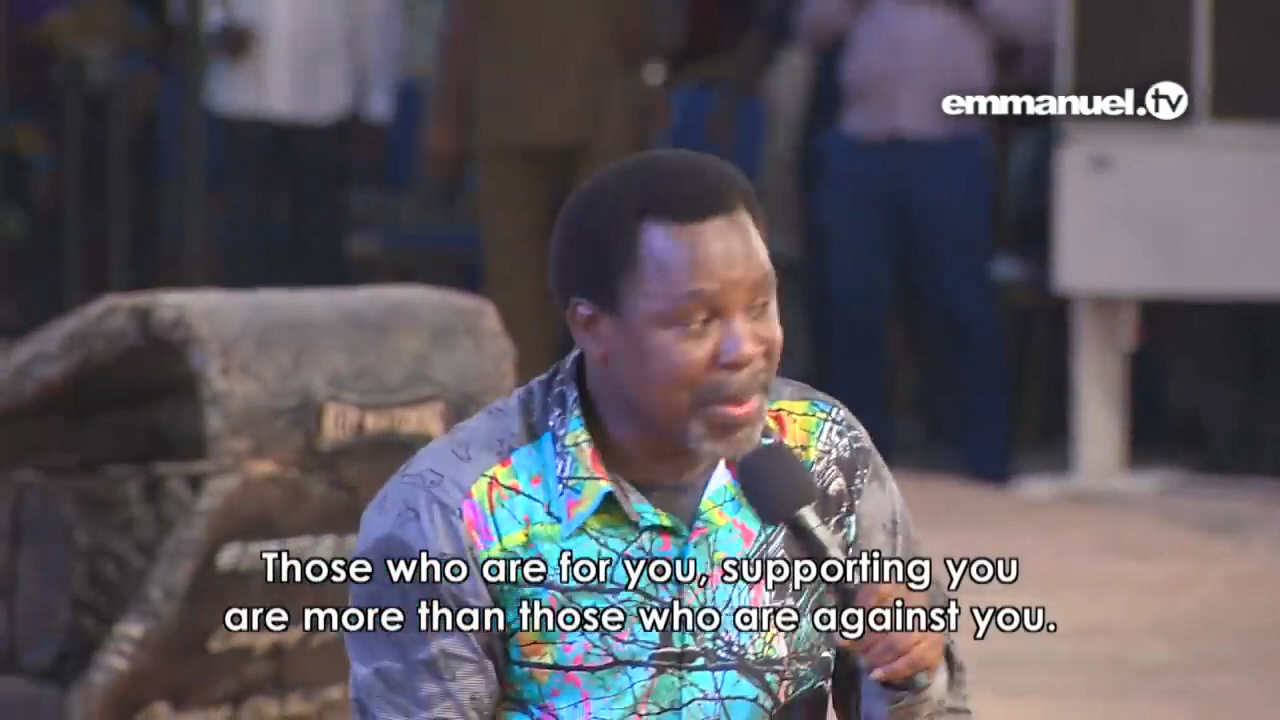 emmanuel.tv
Those who are for you, supporting you
are more than those who are against you.